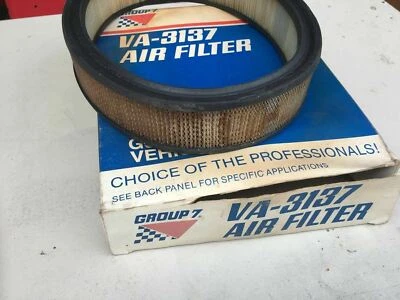 GROUP 7
VA-3137
AIR FILTER
VEHI
CHOICE OF THE PROFESSIONALS!
SEE BACK PANEL FOR SPECIFIC APPLICATIONS
GROUP 7
VA-3137
AIR FILTER